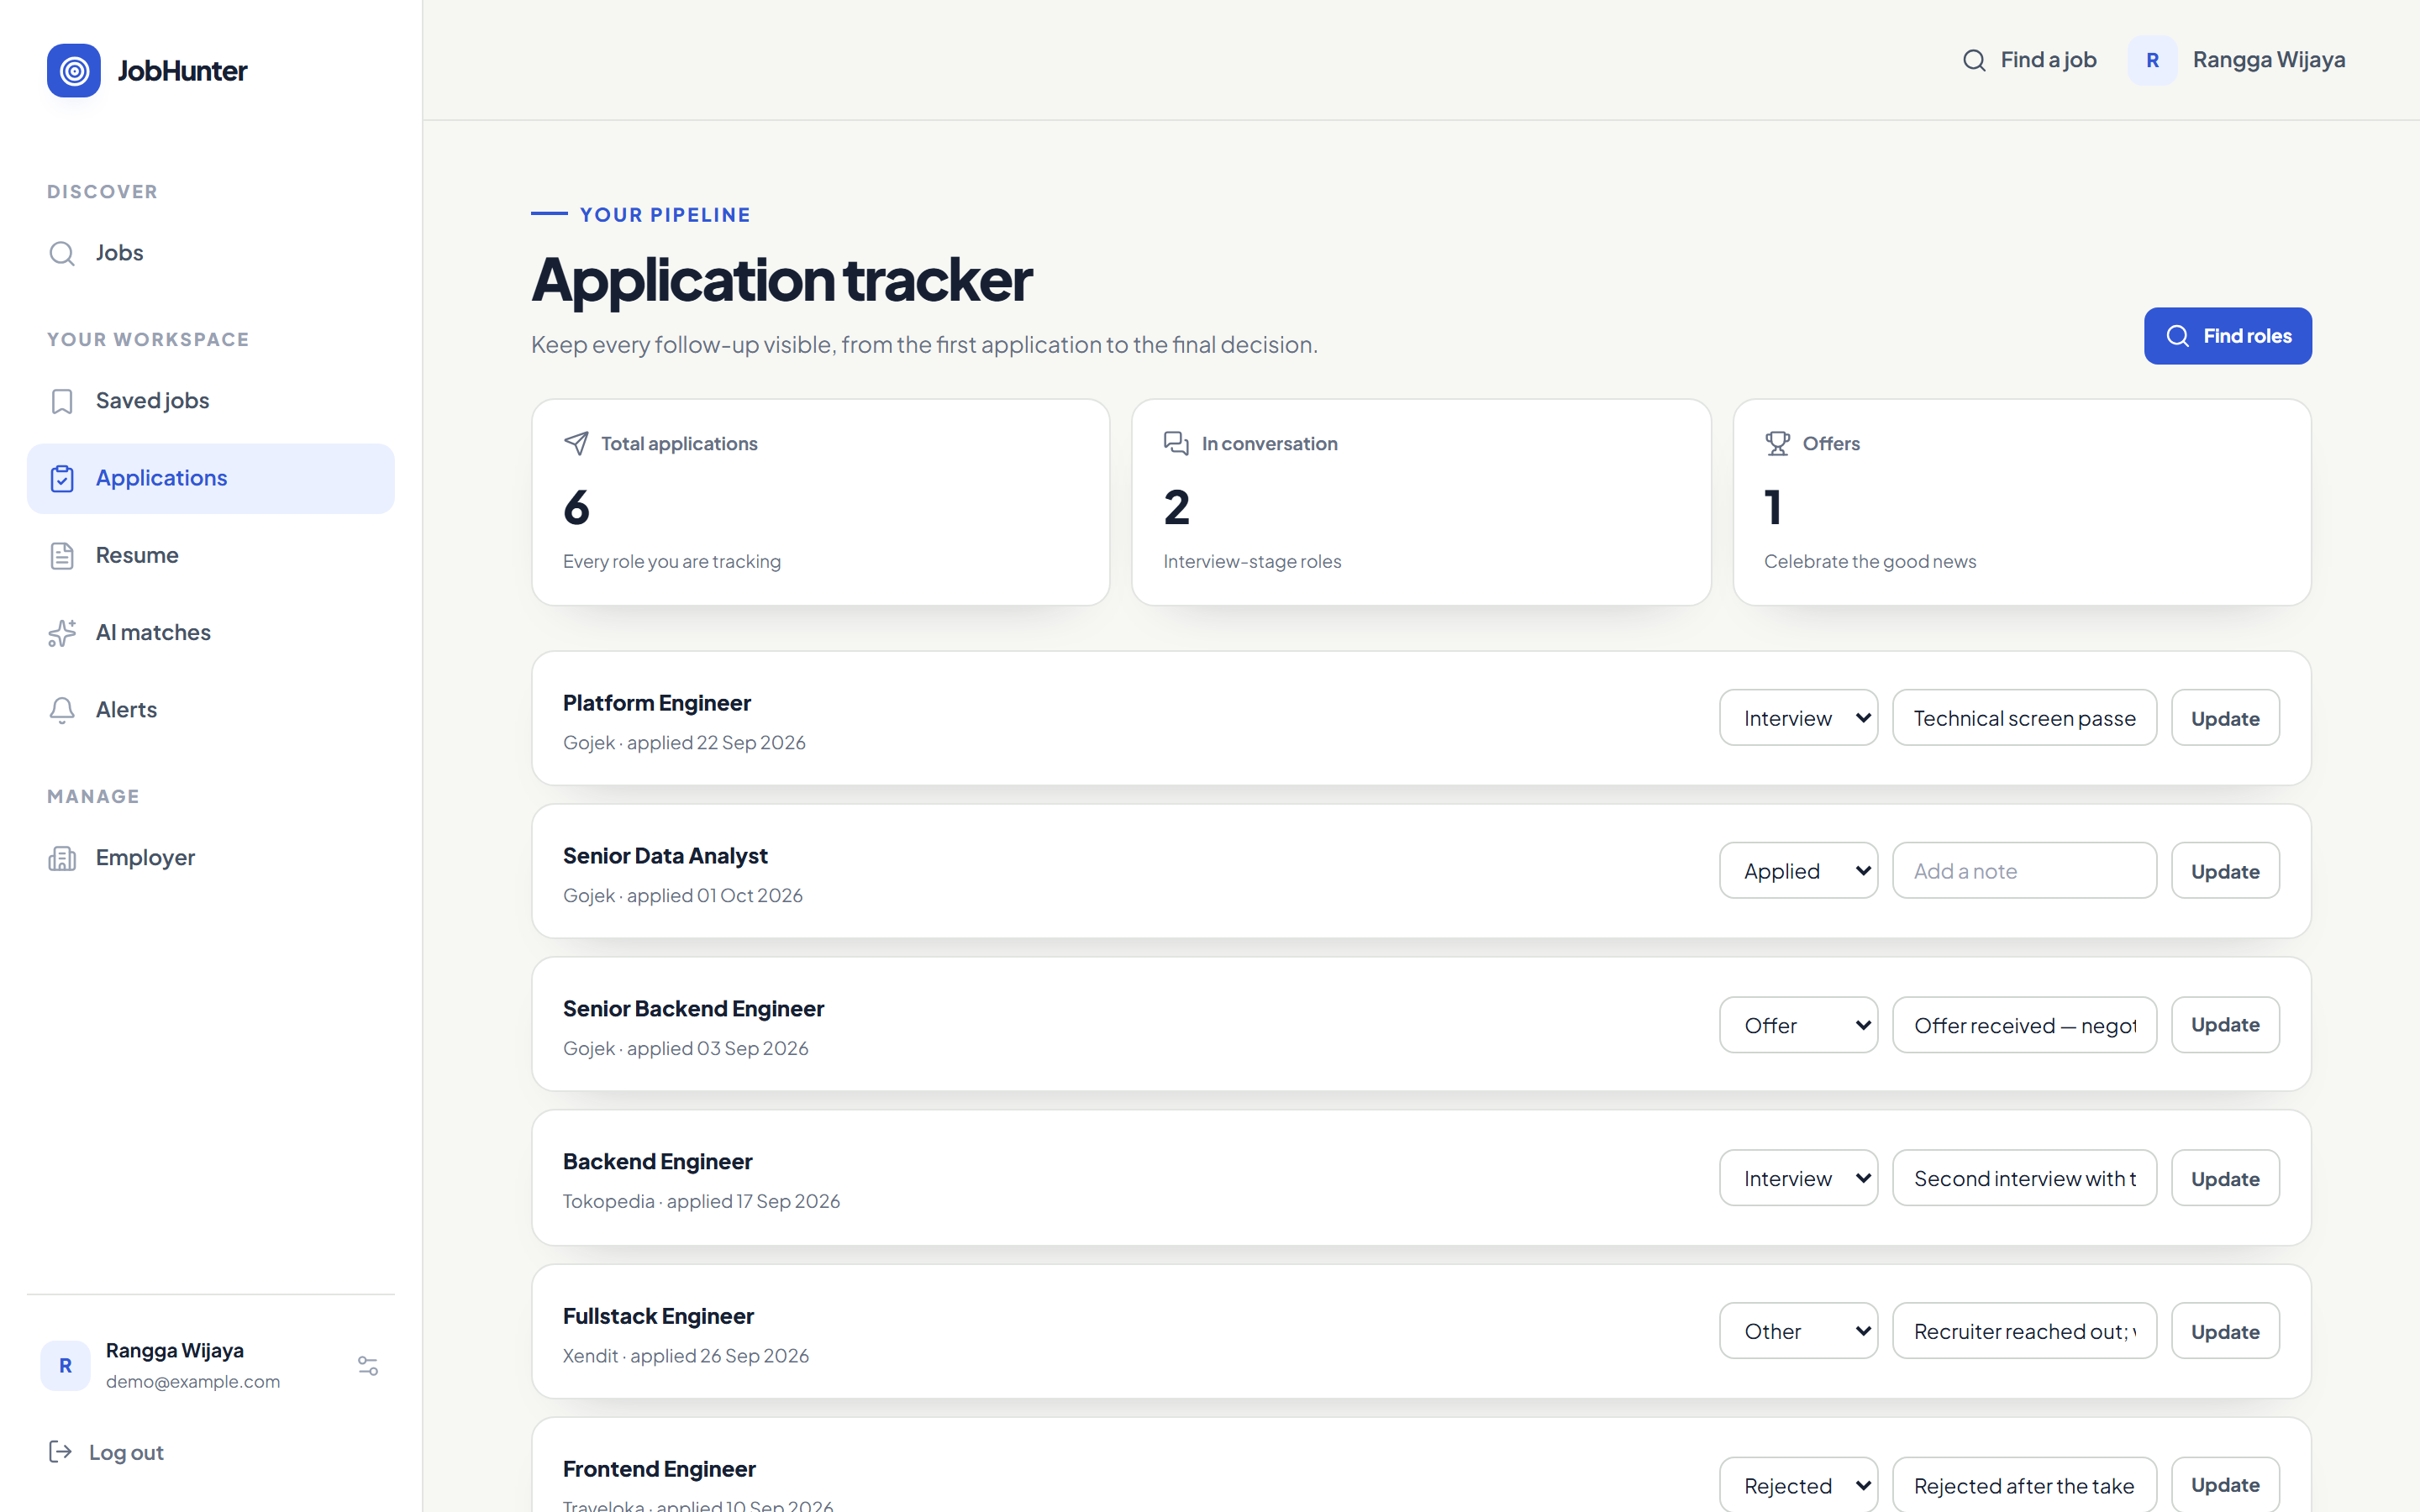 JobHunter
Find a job
R
Rangga Wijaya
DISCOVER
Jobs
YOUR WORKSPACE
Saved jobs
Applications
Resume
AI matches
Alerts
MANAGE
Employer
R
Rangga Wijaya
demo@example.com
Log out
YOUR PIPELINE
Application tracker
Keep every follow-up visible, from the first application to the final decision.
Find roles
Total applications
6
Every role you are tracking
In conversation
2
Interview-stage roles
Offers
1
Celebrate the good news
Platform Engineer
Gojek · applied 22 Sep 2026
Interview
Technical screen passe
Update
Senior Data Analyst
Gojek · applied 01 Oct 2026
Applied
Add a note
Update
Senior Backend Engineer
Gojek · applied 03 Sep 2026
Offer
Offer received — negot
Update
Backend Engineer
Tokopedia · applied 17 Sep 2026
Interview
Second interview with t
Update
Fullstack Engineer
Xendit · applied 26 Sep 2026
Other
Recruiter reached out;
Update
Frontend Engineer
Traveloka · applied 10 Sep 2026
Rejected
Rejected after the take
Update